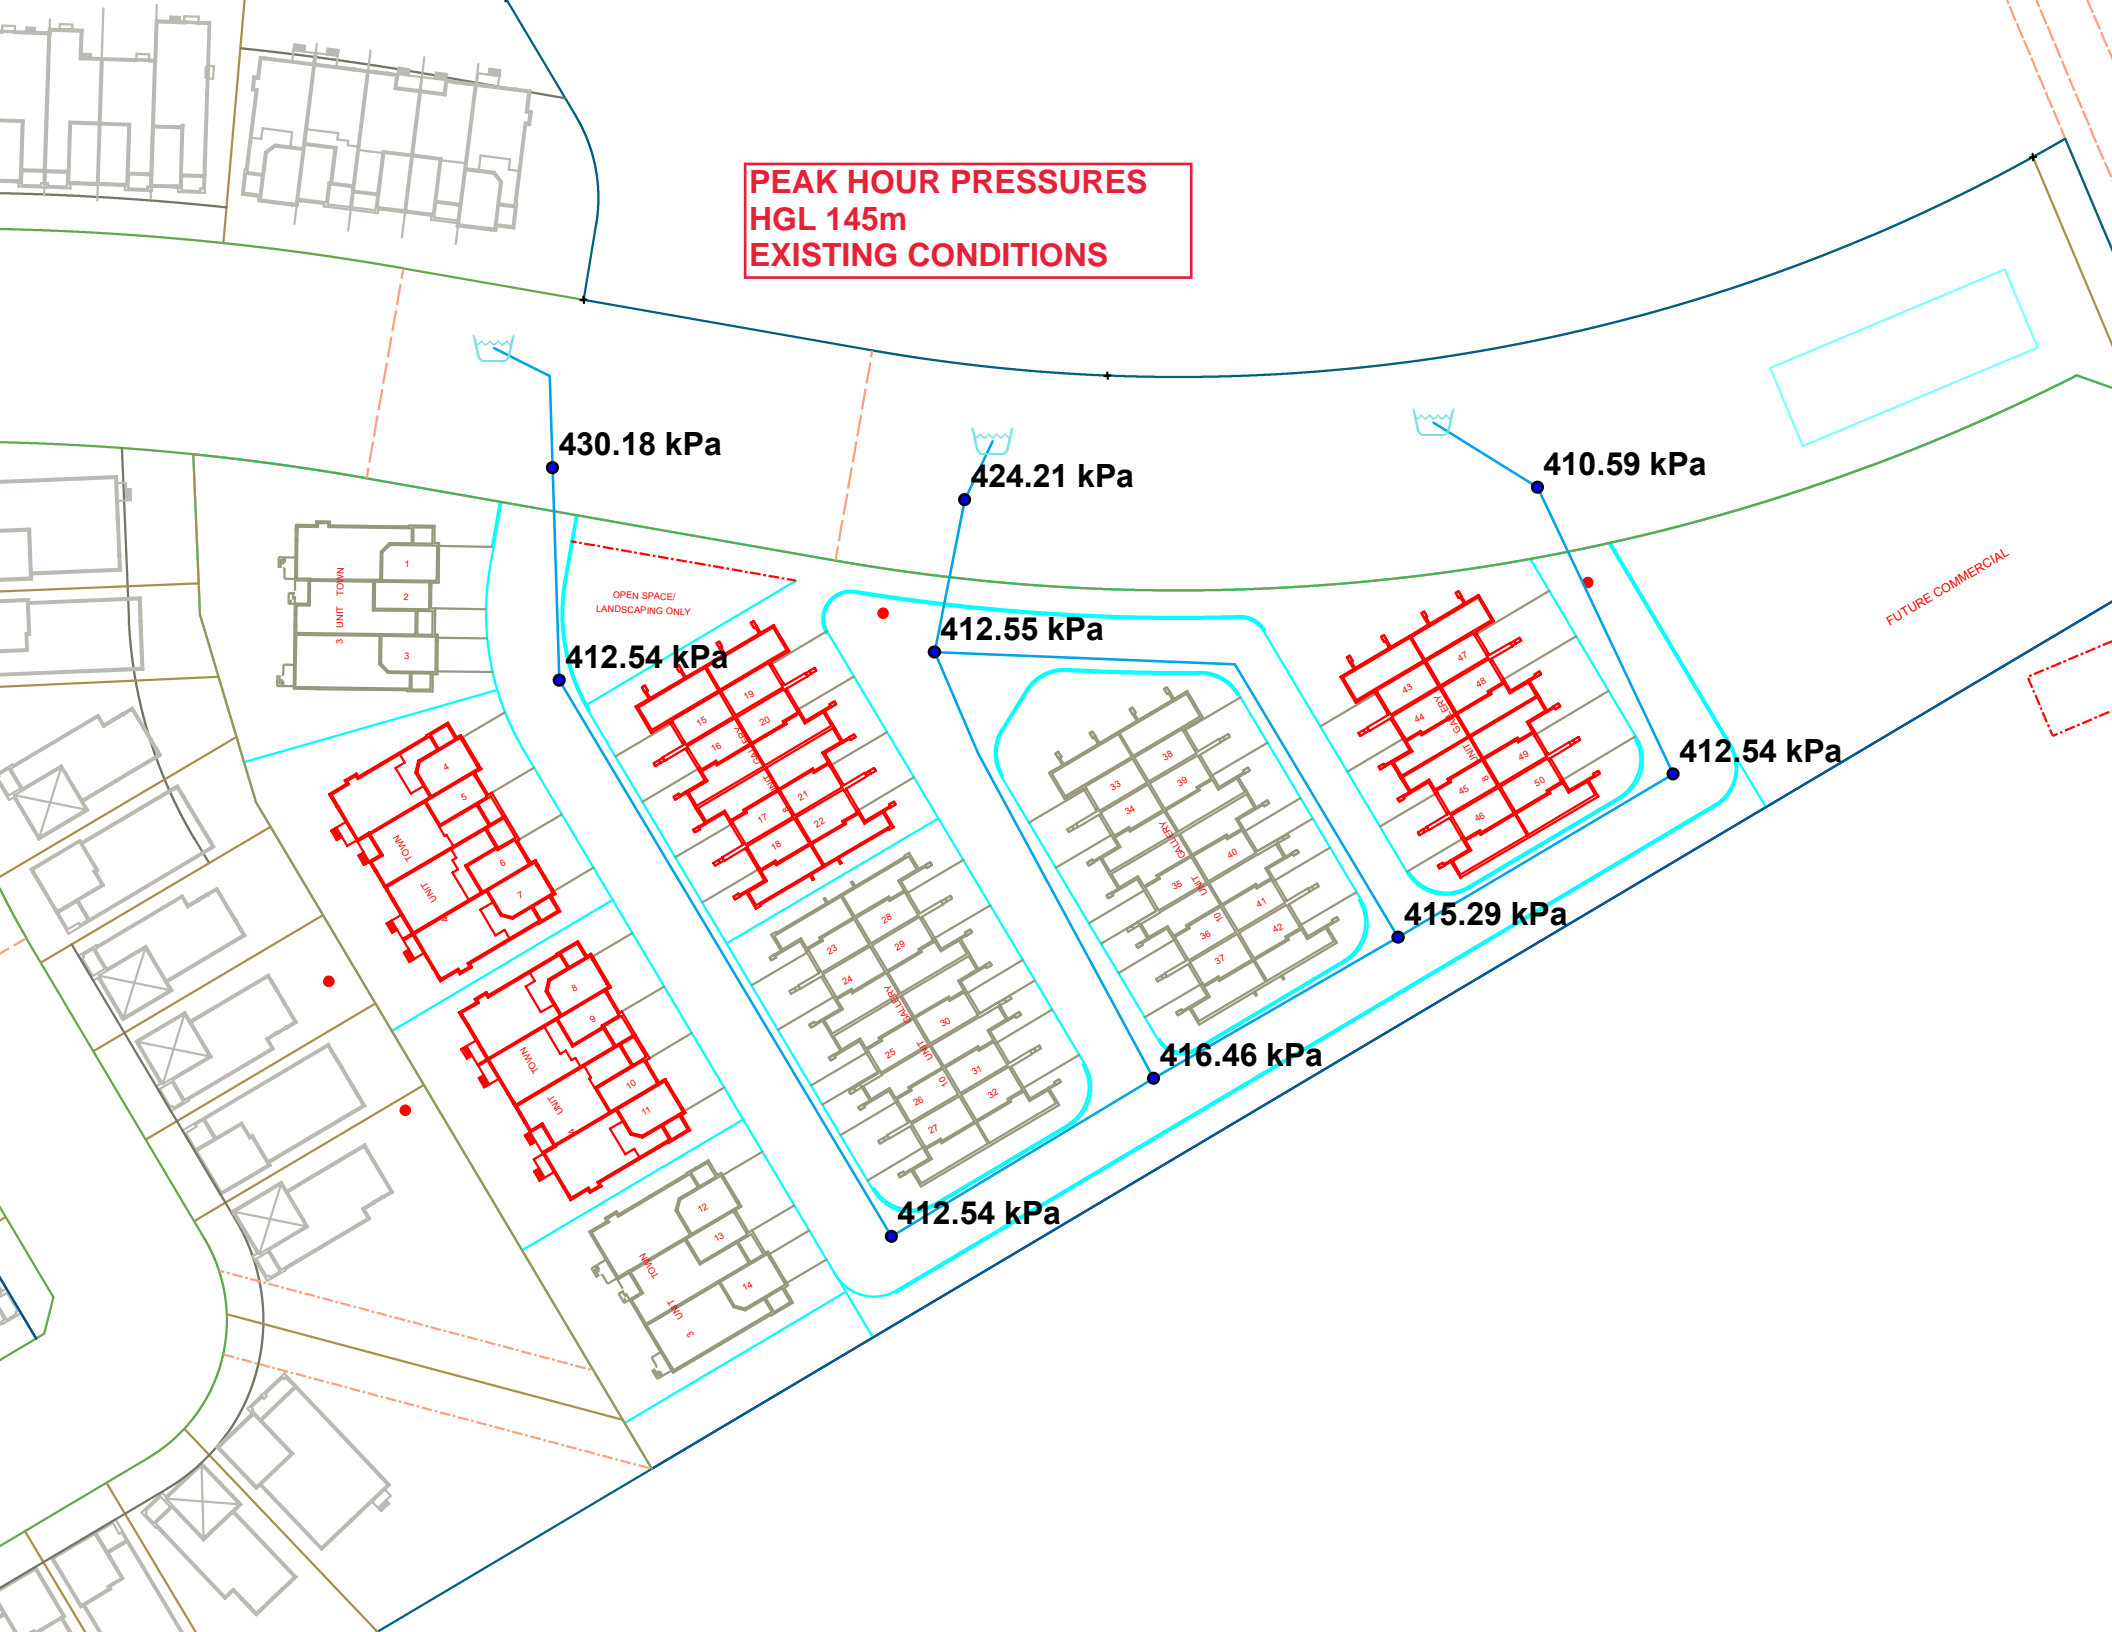 PEAK HOUR PRESSURES
HGL 145m
EXISTING CONDITIONS
430.18 kPa
424.21 kPa
410.59 kPa
OPEN SPACE/
LANDSCAPING ONLY
FUTURE COMMERCIAL
412.54 kPa
412.55 kPa
412.54 kPa
415.29 kPa
416.46 kPa
412.54 kPa
3 UNIT TOWN
1
2
3
TOWN UNIT 4
4
5
6
7
TOWN UNIT 4
8
9
10
11
TOWN UNIT 3
12
13
14
GALLERY UNIT 8
15
16
17
18
19
20
21
22
GALLERY UNIT 10
23
24
25
26
27
28
29
30
31
32
GALLERY UNIT 10
33
34
35
36
37
38
39
40
41
42
GALLERY UNIT 8
43
44
45
46
47
48
49
50